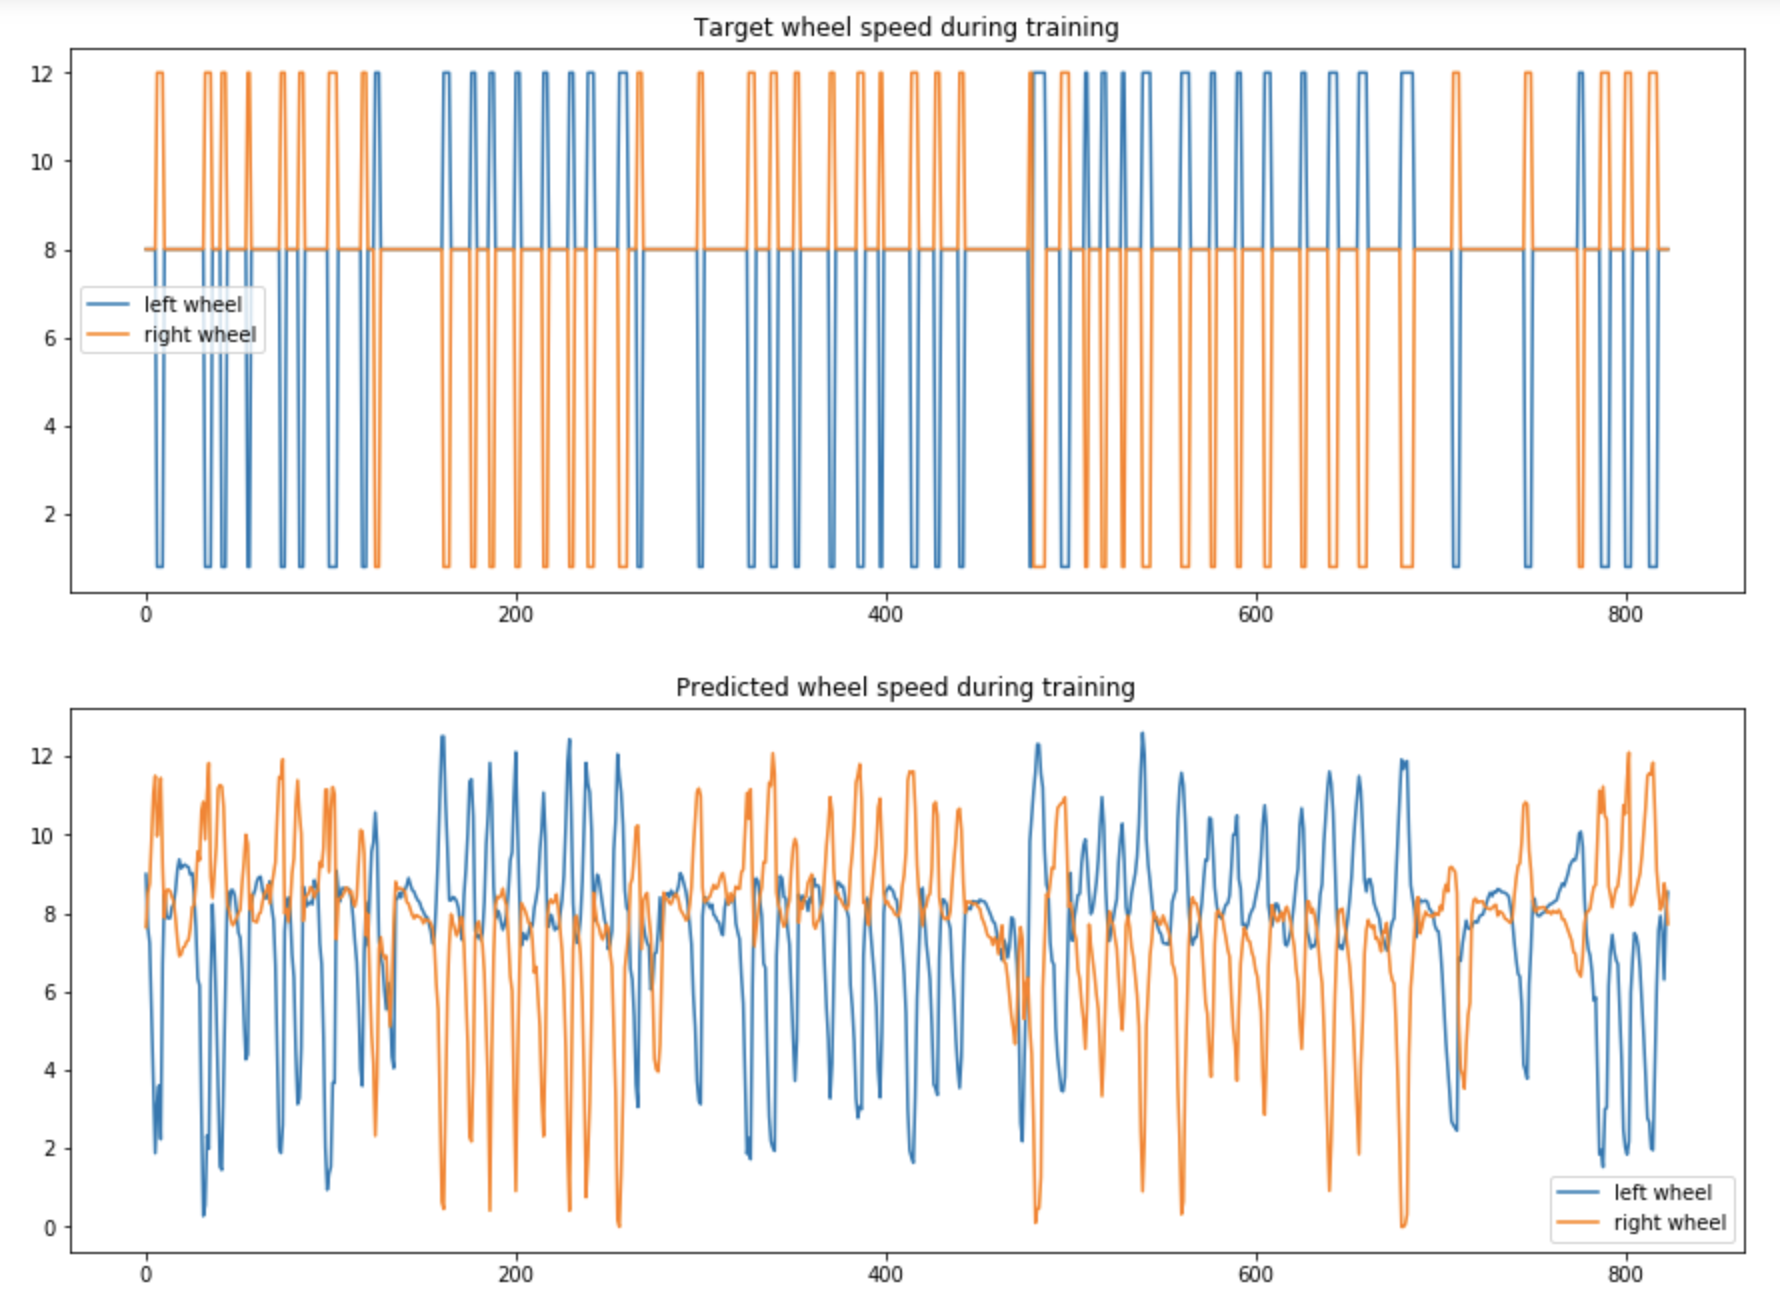 Target wheel speed during training
12
10
8
6
4
2
left wheel
right wheel
0 200 400 600 800
Predicted wheel speed during training
12
10
8
6
4
2
0
left wheel
right wheel
0 200 400 600 800